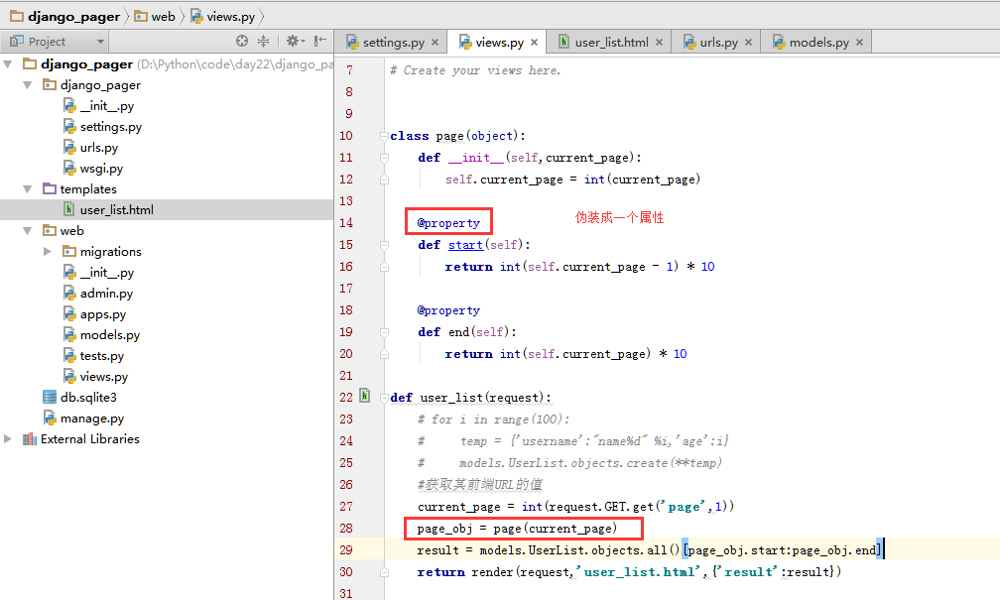 django_pager web views.py
Project
settings.py views.py user_list.html urls.py models.py
django_pager (D:\Python\code\day22\django_pa
django_pager
__init__.py
settings.py
urls.py
wsgi.py
templates
user_list.html
web
migrations
__init__.py
admin.py
apps.py
models.py
tests.py
views.py
db.sqlite3
manage.py
External Libraries
7 # Create your views here.
8
9
10 class page(object):
11 def __init__(self,current_page):
12 self.current_page = int(current_page)
13
14 @property 伪装成一个属性
15 def start(self):
16 return int(self.current_page - 1) * 10
17
18 @property
19 def end(self):
20 return int(self.current_page) * 10
21
22 def user_list(request):
23 # for i in range(100):
24 # temp = {'username':"name%d" %i,'age':i}
25 # models.UserList.objects.create(**temp)
26 #获取其前端URL的值
27 current_page = int(request.GET.get('page',1))
28 page_obj = page(current_page)
29 result = models.UserList.objects.all()[page_obj.start:page_obj.end]
30 return render(request,'user_list.html',{'result':result})
31